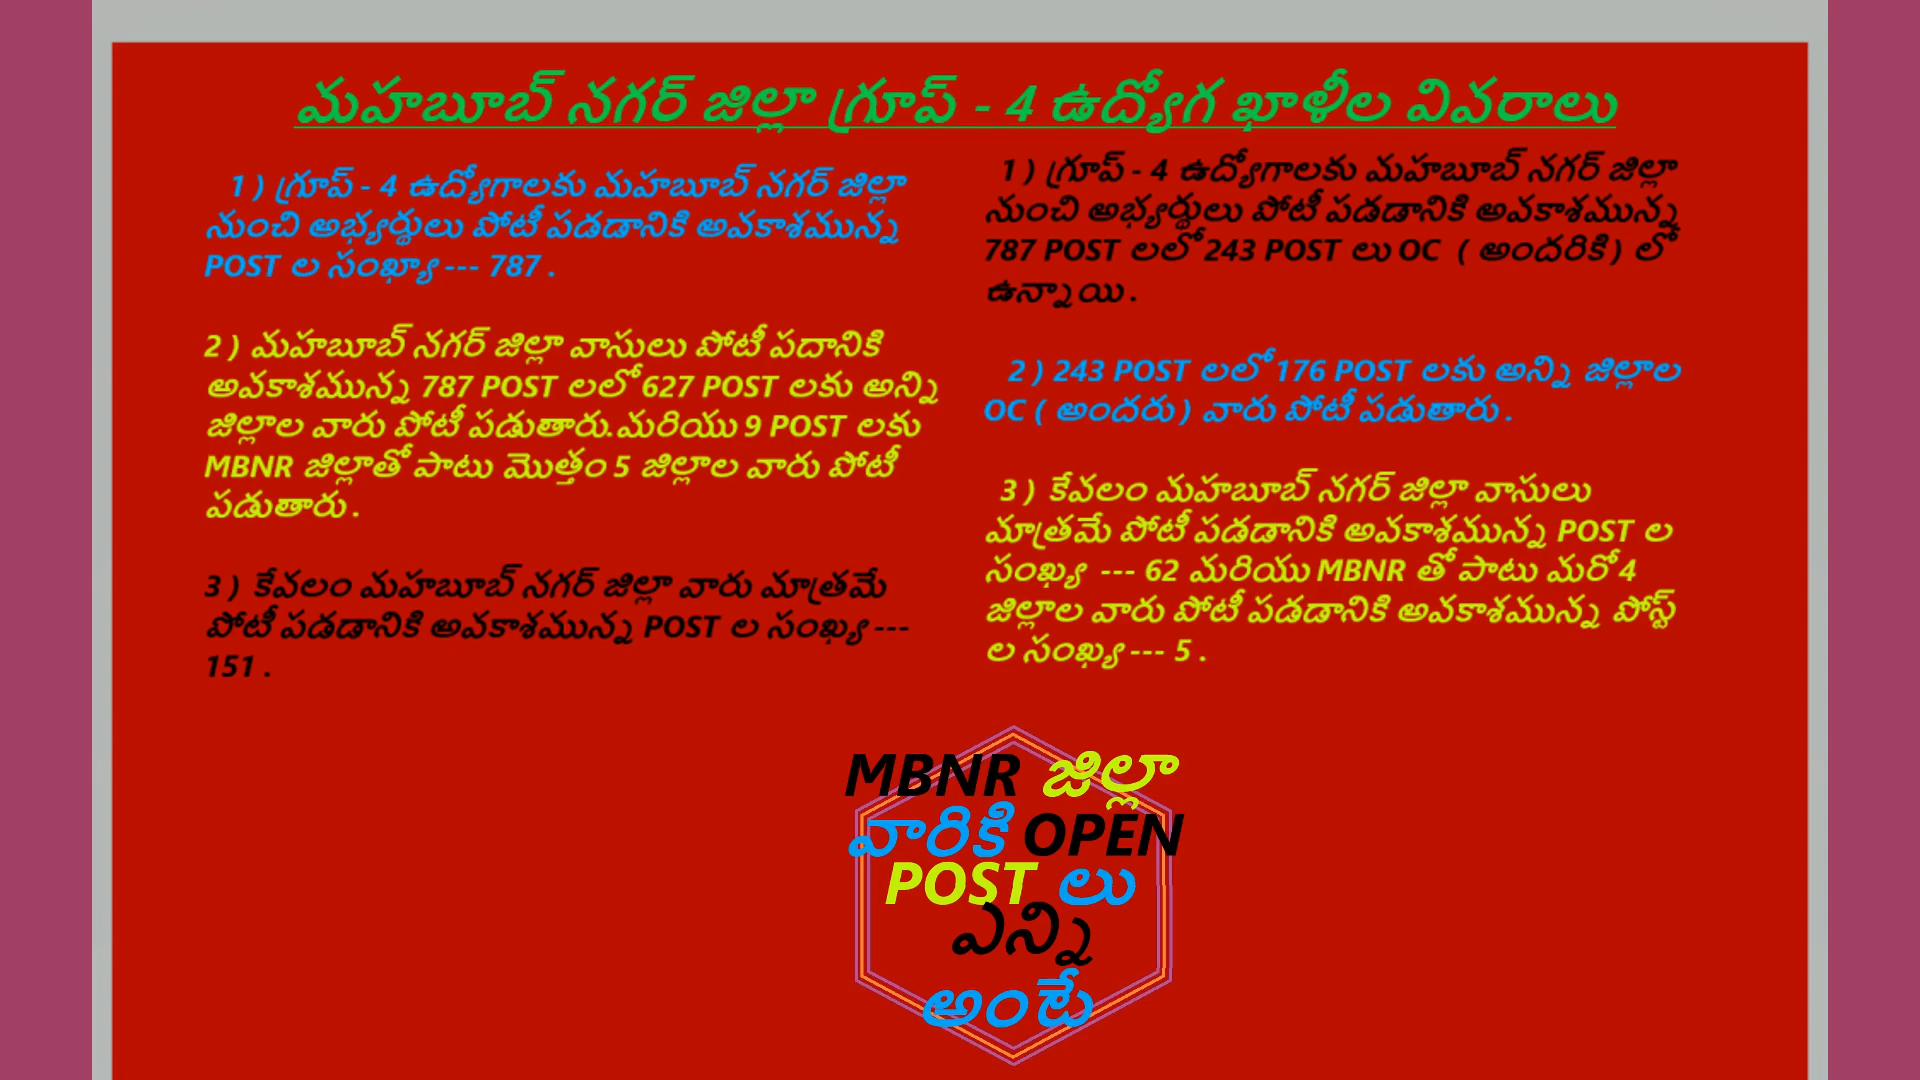 మహబూబ్ నగర్ జిల్లా గ్రూప్ - 4 ఉద్యోగ ఖాళీల వివరాలు
1 ) గ్రూప్ - 4 ఉద్యోగాలకు మహబూబ్ నగర్ జిల్లా
నుంచి అభ్యర్థులు పోటీ పడడానికి అవకాశమున్న
POST ల సంఖ్యా --- 787 .
2 ) మహబూబ్ నగర్ జిల్లా వాసులు పోటీ పదానికి
అవకాశమున్న 787 POST లలో 627 POST లకు అన్ని
జిల్లాల వారు పోటీ పడుతారు.మరియు 9 POST లకు
MBNR జిల్లాతో పాటు మొత్తం 5 జిల్లాల వారు పోటీ
పడుతారు .
3 ) కేవలం మహబూబ్ నగర్ జిల్లా వారు మాత్రమే
పోటీ పడడానికి అవకాశమున్న POST ల సంఖ్య ---
151 .
1 ) గ్రూప్ - 4 ఉద్యోగాలకు మహబూబ్ నగర్ జిల్లా
నుంచి అభ్యర్థులు పోటీ పడడానికి అవకాశమున్న
787 POST లలో 243 POST లు OC ( అందరికి ) లో
ఉన్నాయి .
2 ) 243 POST లలో 176 POST లకు అన్ని జిల్లాల
OC ( అందరు ) వారు పోటీ పడుతారు .
3 ) కేవలం మహబూబ్ నగర్ జిల్లా వాసులు
మాత్రమే పోటీ పడడానికి అవకాశమున్న POST ల
సంఖ్య --- 62 మరియు MBNR తో పాటు మరో 4
జిల్లాల వారు పోటీ పడడానికి అవకాశమున్న పోస్ట్
ల సంఖ్య --- 5 .
MBNR జిల్లా
వారికి OPEN
POST లు
ఎన్ని
అంటే